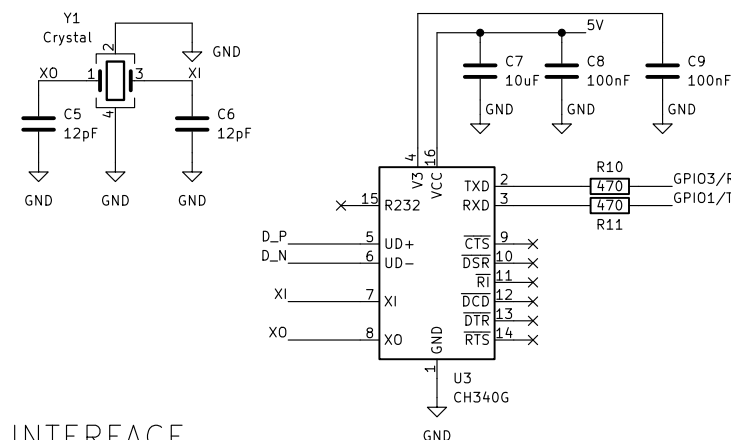 Y1
Crystal
2
GND
XO
1
3
XI
4
C5
12pF
C6
12pF
GND
GND
GND
5V
C7
10uF
C8
100nF
C9
100nF
GND
GND
GND
4
16
V3
VCC
15
R232
TXD
2
RXD
3
R10
470
GPIO3/R
470
GPIO1/T
R11
D_P
5
UD+
D_N
6
UD-
XI
7
XI
XO
8
XO
CTS
9
DSR
10
RI
11
DCD
12
DTR
13
RTS
14
GND
1
U3
CH340G
GND
INTERFACE